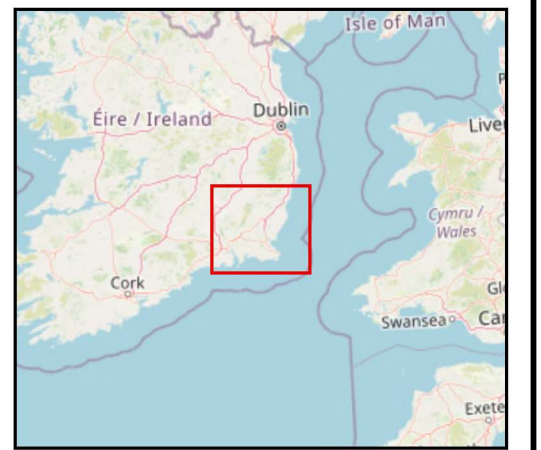 Isle of Man
Dublin
Éire / Ireland
Live
Cymru /
Wales
Cork
Gl
Swansea
Ca
Exete